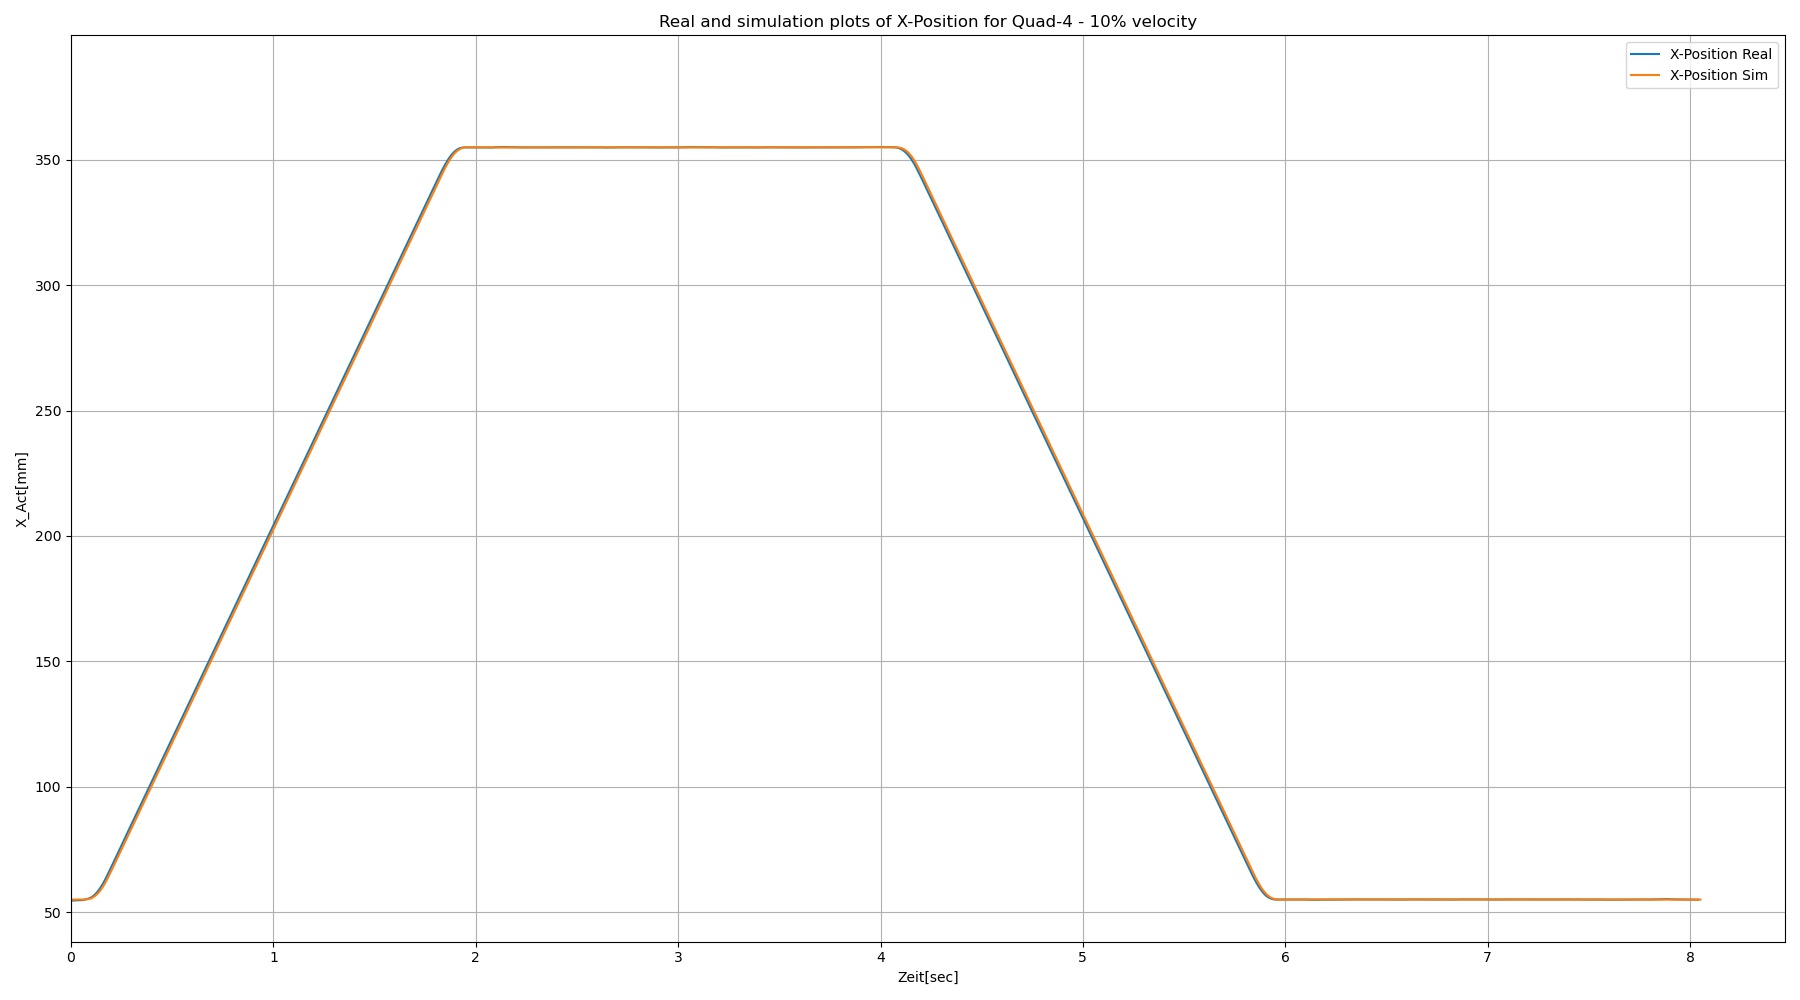 Real and simulation plots of X-Position for Quad-4 - 10% velocity
X-Position Real
X-Position Sim
X_Act[mm]
350
300
250
200
150
100
50
0 1 2 3 4 5 6 7 8
Zeit[sec]